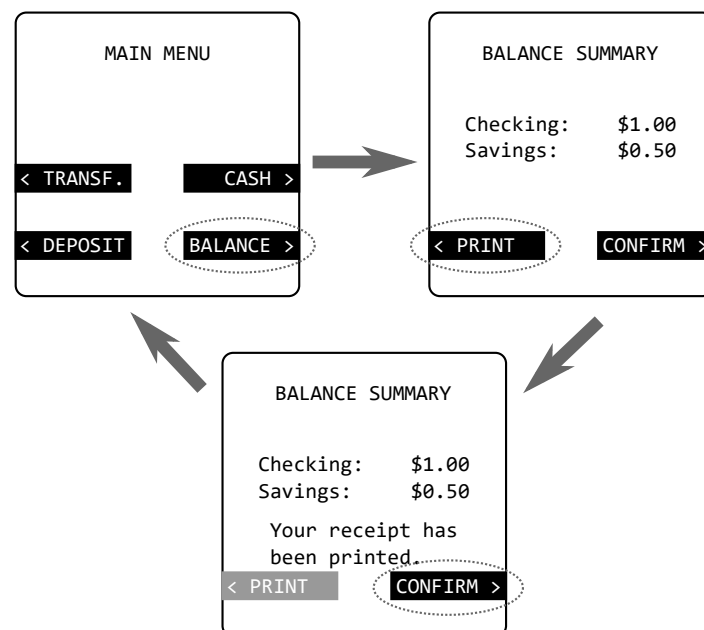 MAIN MENU
< TRANSF. CASH >
< DEPOSIT BALANCE >
BALANCE SUMMARY
Checking: $1.00
Savings: $0.50
< PRINT CONFIRM >
BALANCE SUMMARY
Checking: $1.00
Savings: $0.50
Your receipt has
been printed.
< PRINT CONFIRM >